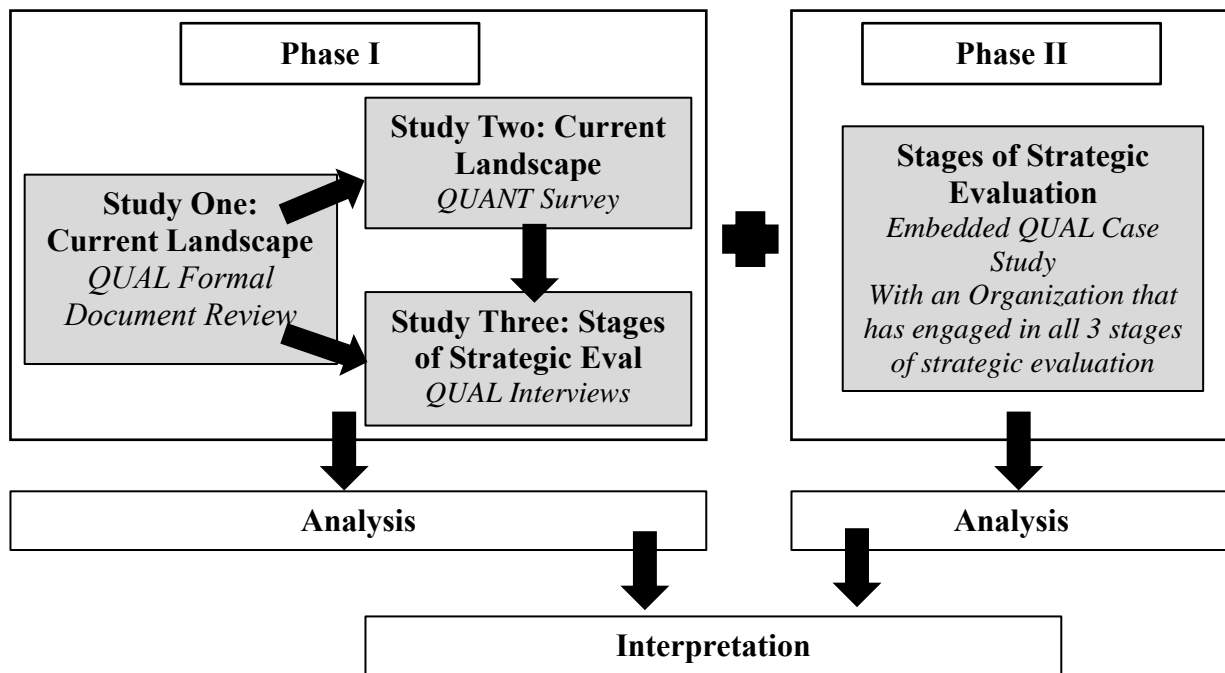 Phase I
Study One:
Current Landscape
QUAL Formal
Document Review
Study Two: Current
Landscape
QUANT Survey
Study Three: Stages
of Strategic Eval
QUAL Interviews
Analysis
Phase II
Stages of Strategic
Evaluation
Embedded QUAL Case
Study
With an Organization that
has engaged in all 3 stages
of strategic evaluation
Analysis
Interpretation